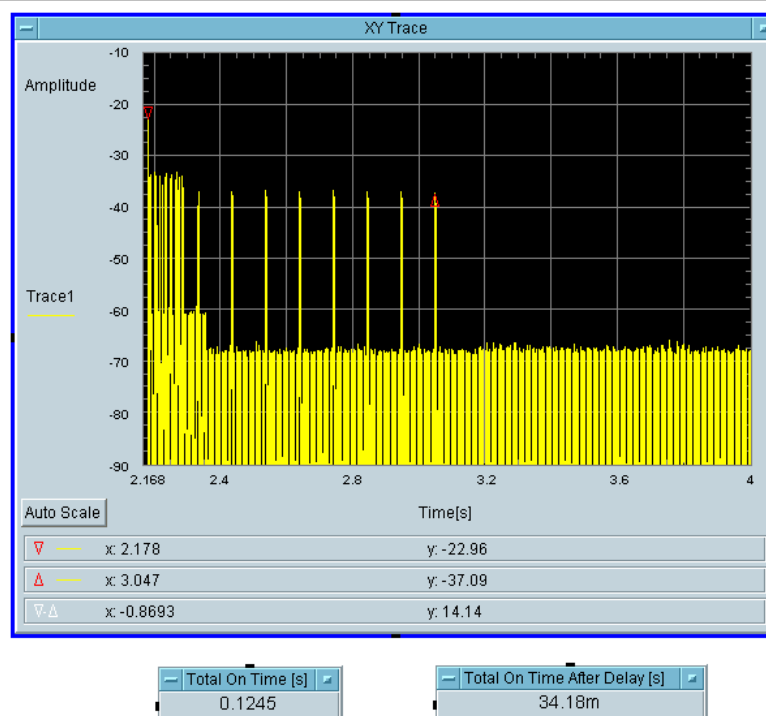 XY Trace
Amplitude
-10
-20
-30
-40
-50
-60
-70
-80
-90
Trace1
2.168 2.4 2.8 3.2 3.6 4
Auto Scale Time[s]
x: 2.178 y: -22.96
x: 3.047 y: -37.09
x: -0.8693 y: 14.14
Total On Time [s] Total On Time After Delay [s]
0.1245 34.18m